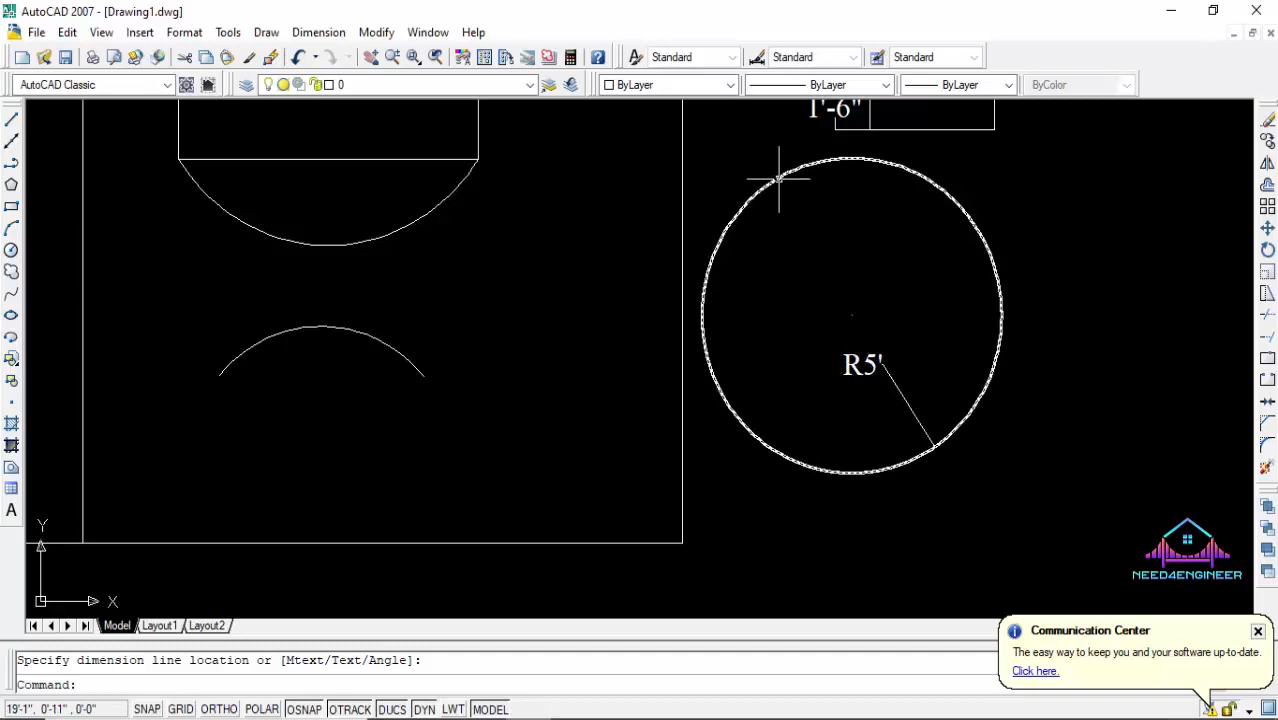 AutoCAD 2007 - [Drawing1.dwg]
File Edit View Insert Format Tools Draw Dimension Modify Window Help
Standard Standard Standard
AutoCAD Classic 0 ByLayer ByLayer ByLayer ByColor
1'-6"
R5'
A
Y
NEED4ENGINEER
X
Model Layout1 Layout2
Communication Center
The easy way to keep you and your software up-to-date.
Click here.
Specify dimension line location or [Mtext/Text/Angle]:
Command:
19'-1", 0'-11" , 0'-0" SNAP GRID ORTHO POLAR OSNAP OTRACK DUCS DYN LWT MODEL